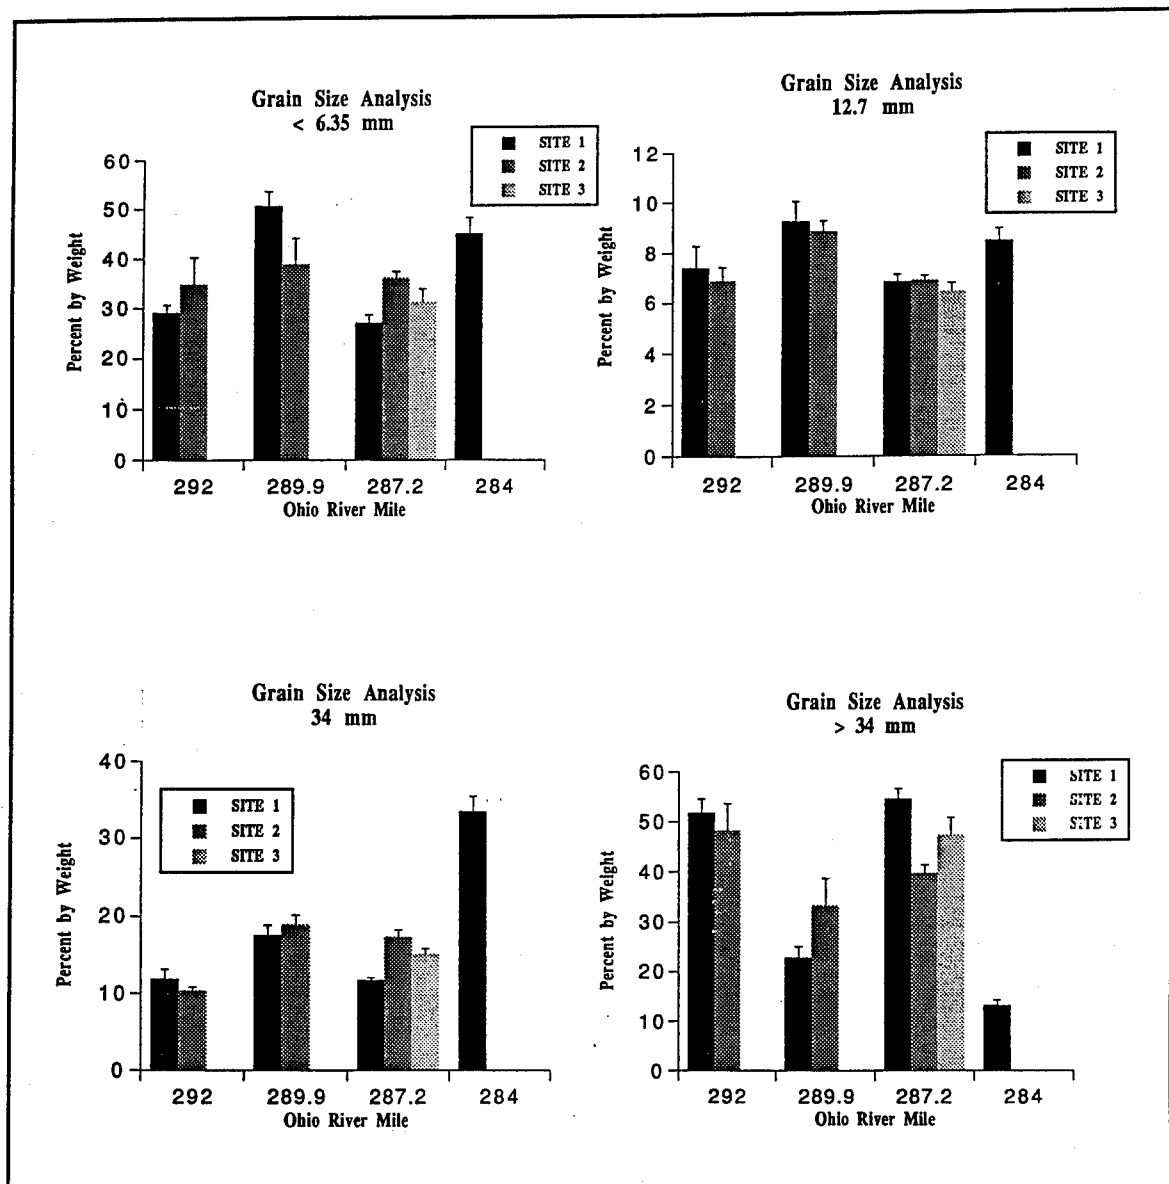 Grain Size Analysis
< 6.35 mm
SITE 1
SITE 2
SITE 3
Percent by Weight
60
50
40
30
20
10
0
292 289.9 287.2 284
Ohio River Mile
Grain Size Analysis
12.7 mm
SITE 1
SITE 2
SITE 3
Percent by Weight
12
10
8
6
4
2
0
292 289.9 287.2 284
Ohio River Mile
Grain Size Analysis
34 mm
SITE 1
SITE 2
SITE 3
Percent by Weight
40
30
20
10
0
292 289.9 287.2 284
Ohio River Mile
Grain Size Analysis
> 34 mm
SITE 1
SITE 2
SITE 3
Percent by Weight
60
50
40
30
20
10
0
292 289.9 287.2 284
Ohio River Mile